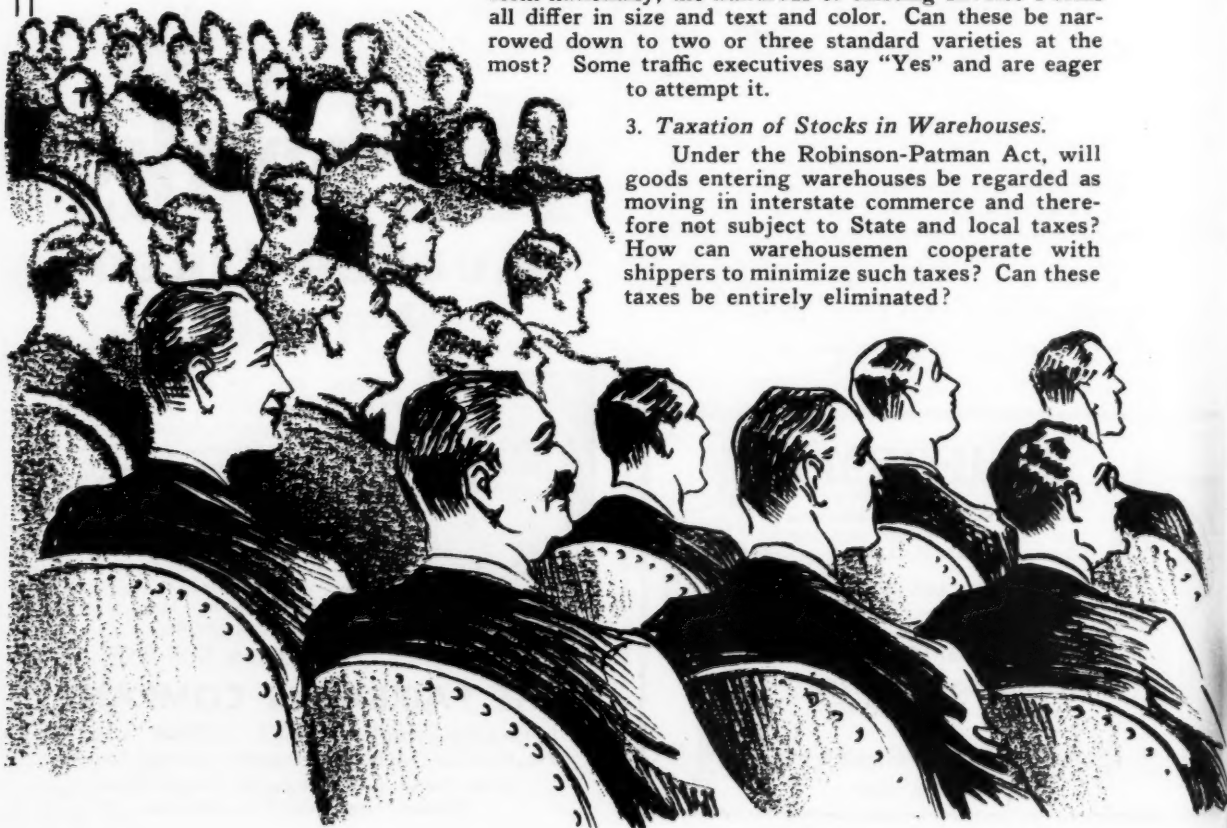 all differ in size and text and color. Can these be nar-
rowed down to two or three standard varieties at the
most? Some traffic executives say "Yes" and are eager
to attempt it.
3. Taxation of Stocks in Warehouses.
Under the Robinson-Patman Act, will
goods entering warehouses be regarded as
moving in interstate commerce and there-
fore not subject to State and local taxes?
How can warehousemen cooperate with
shippers to minimize such taxes? Can these
taxes be entirely eliminated?